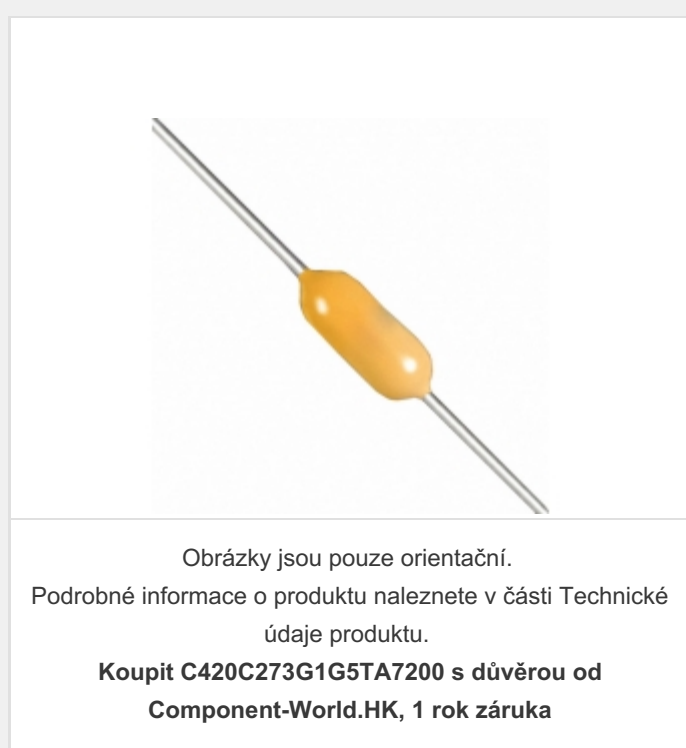 Obrázky jsou pouze orientační.
Podrobné informace o produktu naleznete v části Technické
údaje produktu.
Koupit C420C273G1G5TA7200 s důvěrou od
Component-World.HK, 1 rok záruka